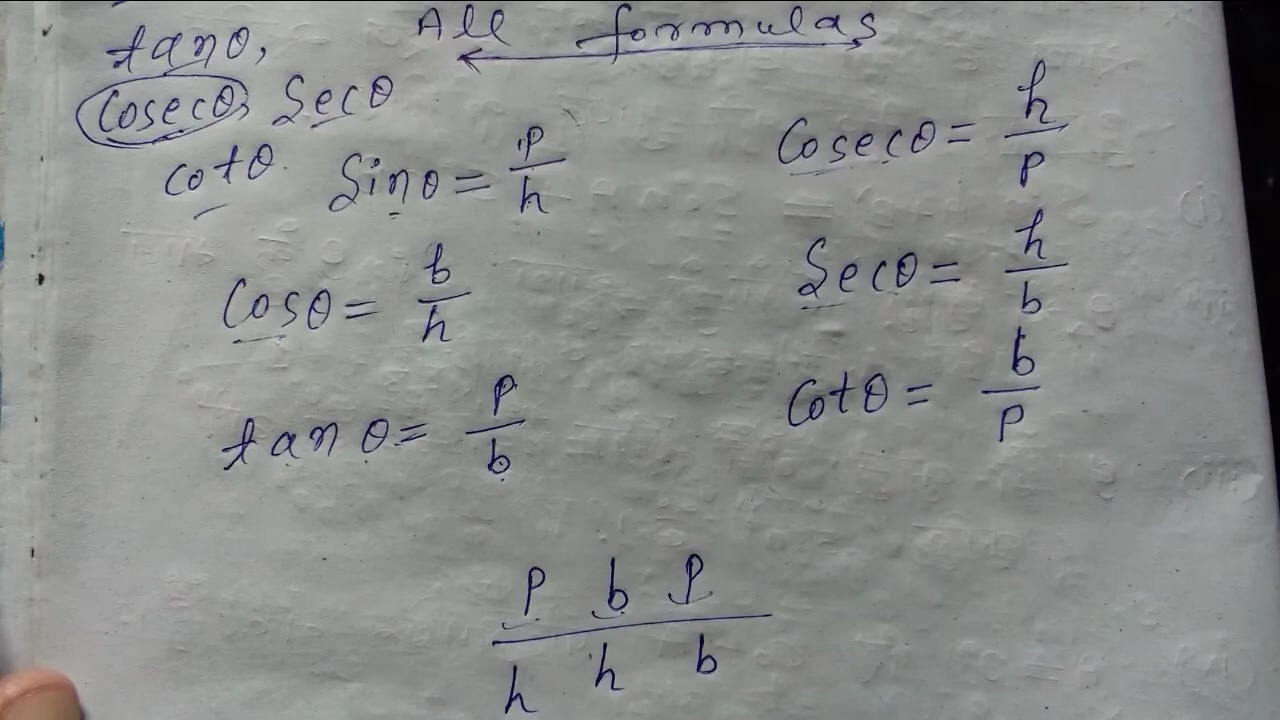 All formulas
tanθ,
Cosecθ, Secθ
cotθ.
Sinθ = p/h
Cosecθ = h/p
Cosθ = b/h
Secθ = h/b
tanθ = p/b
Cotθ = b/p
p b p
h h b